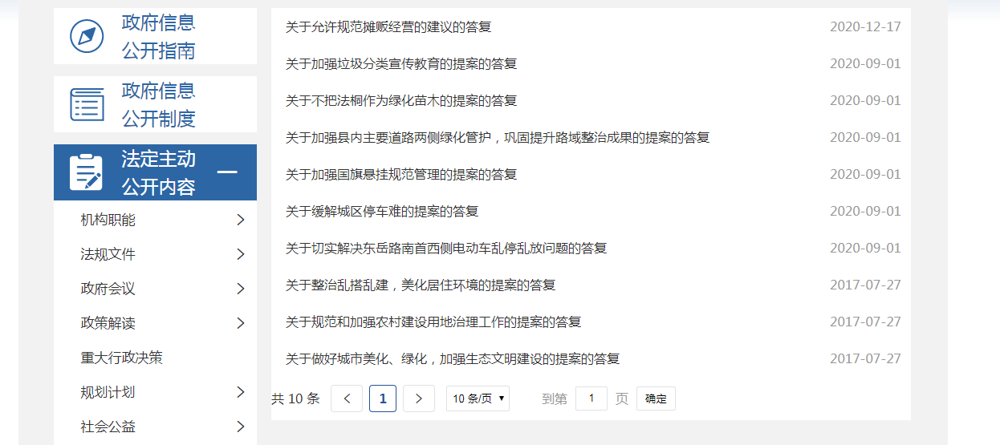 政府信息
公开指南
政府信息
公开制度
法定主动
公开内容
机构职能
法规文件
政府会议
政策解读
重大行政决策
规划计划
社会公益
关于允许规范摊贩经营的建议的答复 2020-12-17
关于加强垃圾分类宣传教育的提案的答复 2020-09-01
关于不把法桐作为绿化苗木的提案的答复 2020-09-01
关于加强县内主要道路两侧绿化管护，巩固提升路域整治成果的提案的答复 2020-09-01
关于加强国旗悬挂规范管理的提案的答复 2020-09-01
关于缓解城区停车难的提案的答复 2020-09-01
关于切实解决东岳路南首西侧电动车乱停乱放问题的答复 2020-09-01
关于整治乱搭乱建，美化居住环境的提案的答复 2017-07-27
关于规范和加强农村建设用地治理工作的提案的答复 2017-07-27
关于做好城市美化、绿化，加强生态文明建设的提案的答复 2017-07-27
共 10 条 1 10 条/页 到第 1 页 确定